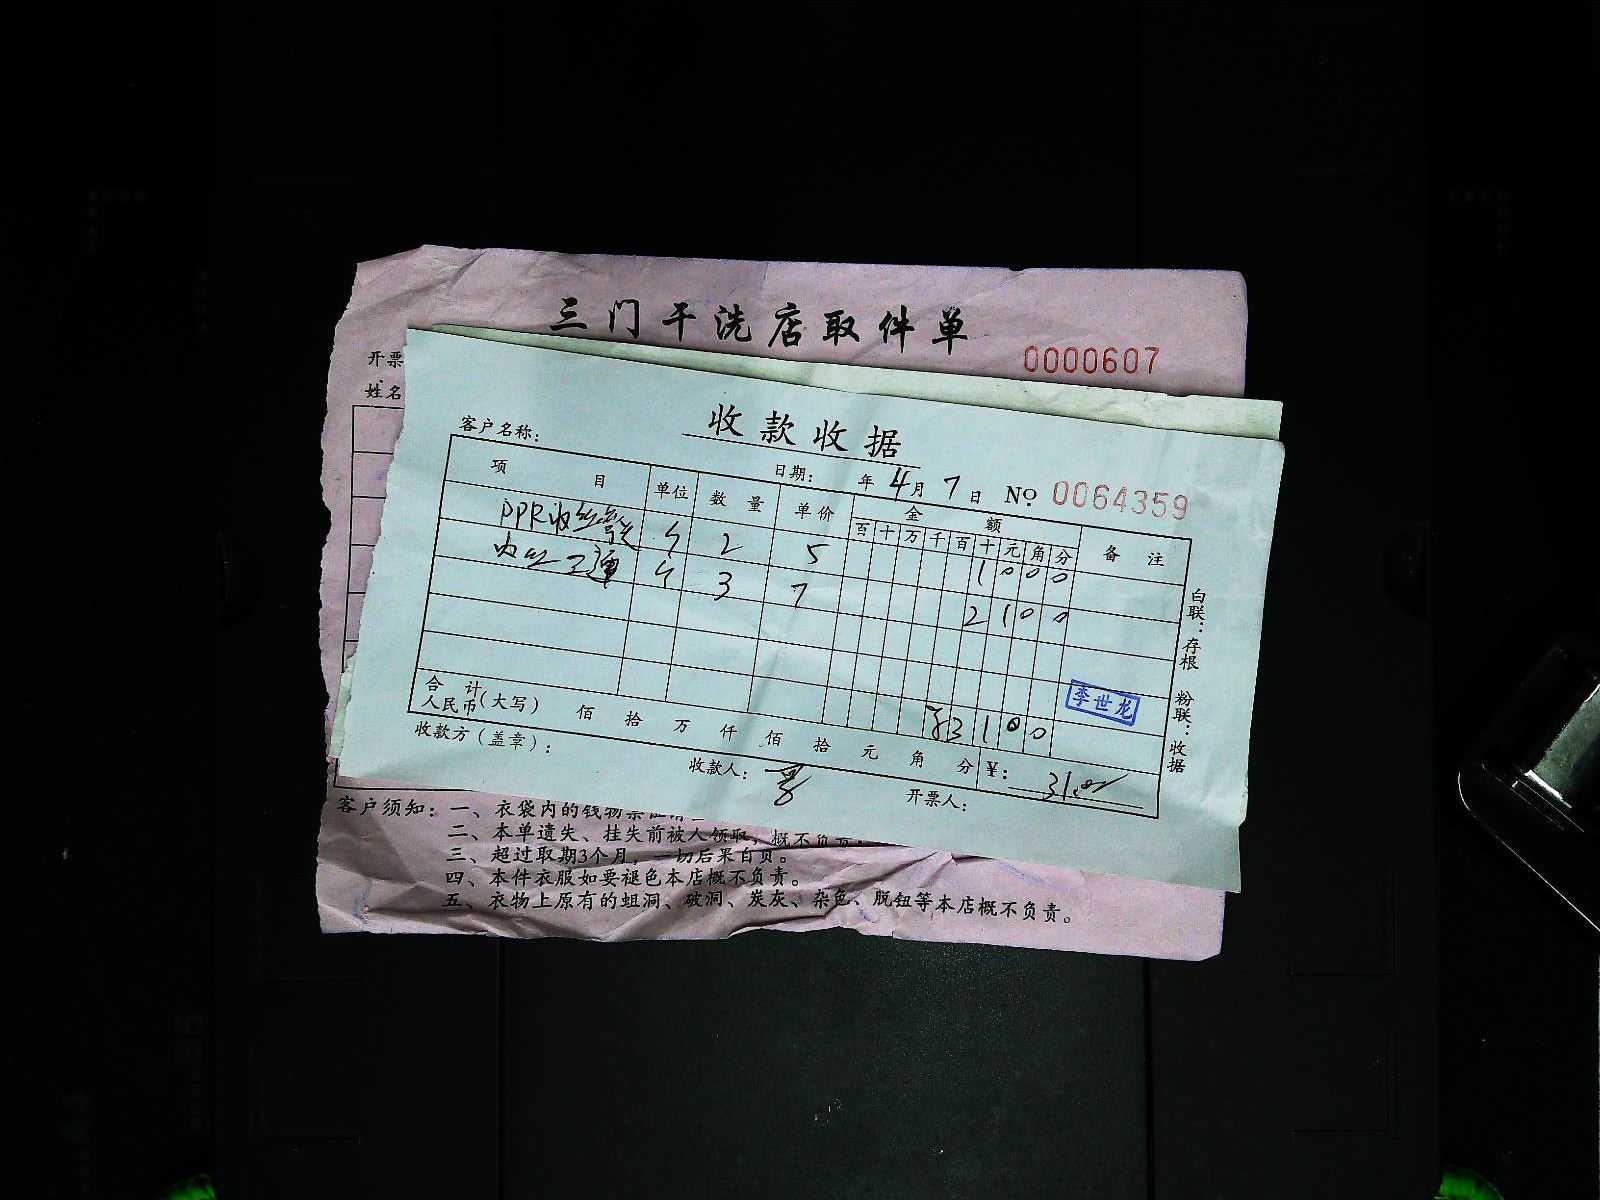 三门干洗店取件单
0000607
开票
姓名
收款收据
客户名称：
日期： 年 4月 7日 No 0064359
项目 单位 数量 单价 金额 备注
百 十 万 千 百 十 元 角 分
PPR 2 5 1 0 0 0
内丝 3 7 2 1 0 0
李世龙
合计 3 1 0 0
人民币(大写) 佰 拾 万 仟 佰 拾 元 角 分 ¥: 31.00
收款方（盖章）： 收款人： 开票人：
白联：存根 粉联：收据
客户须知：一、衣袋内的钱物票证请
二、本单遗失、挂失前被人领取，概不负责。
三、超过取期3个月，一切后果自负。
四、本件衣服如要褪色本店概不负责。
五、衣物上原有的蛆洞、破洞、炭灰、杂色、脱钮等本店概不负责。